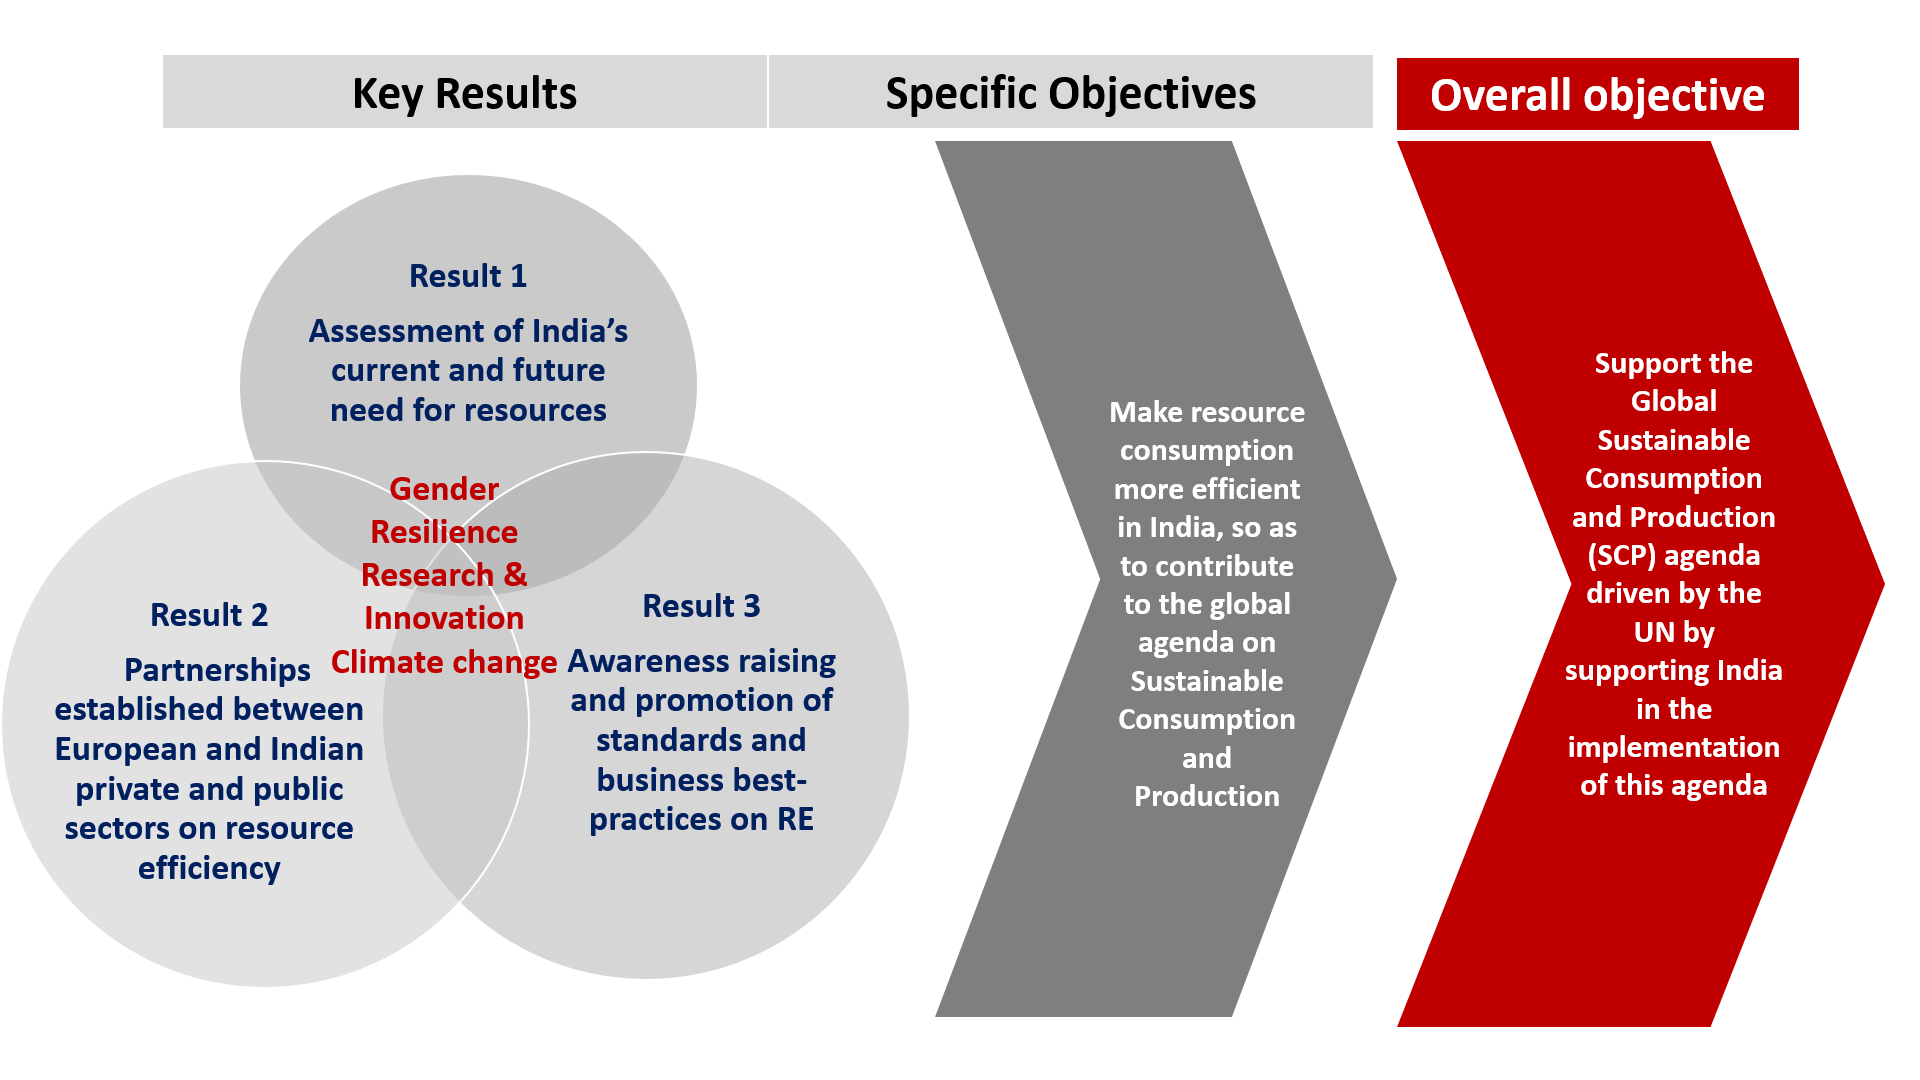 Key Results
Specific Objectives
Overall objective
Result 1
Assessment of India’s
current and future
need for resources
Gender
Resilience
Research &
Innovation
Climate change
Result 2
Partnerships
established between
European and Indian
private and public
sectors on resource
efficiency
Result 3
Awareness raising
and promotion of
standards and
business best-
practices on RE
Make resource
consumption
more efficient
in India, so as
to contribute
to the global
agenda on
Sustainable
Consumption
and
Production
Support the
Global
Sustainable
Consumption
and Production
(SCP) agenda
driven by the
UN by
supporting India
in the
implementation
of this agenda